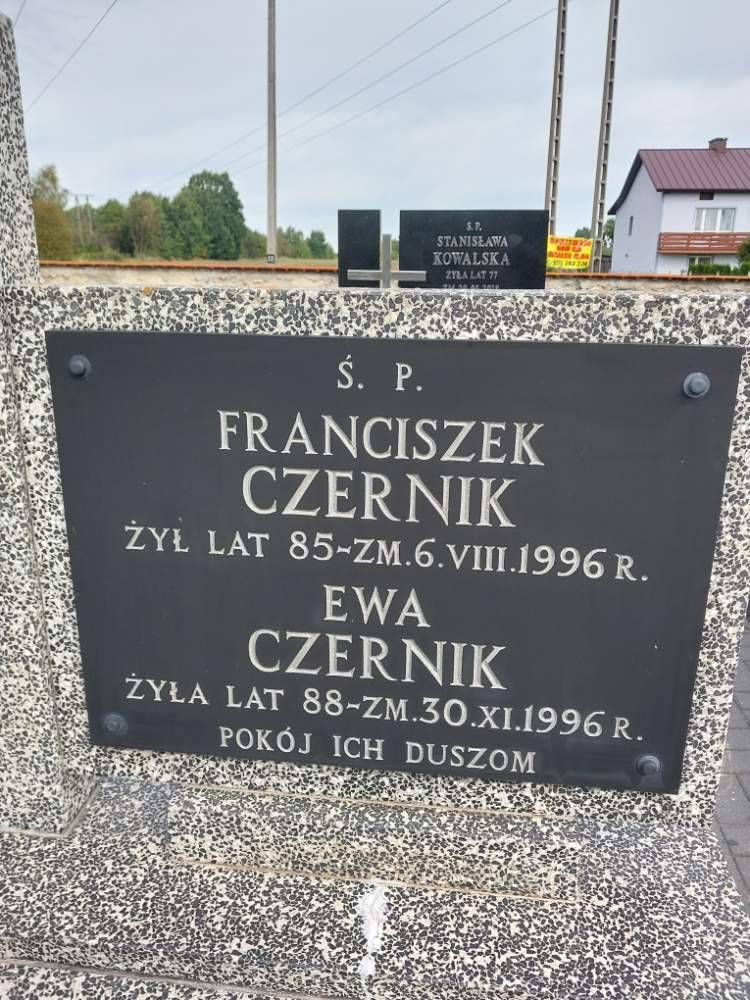 Ś. P.
STANISŁAWA
KOWALSKA
ŻYŁA LAT 77
Ś. P.
FRANCISZEK
CZERNIK
ŻYŁ LAT 85-ZM.6.VIII.1996 R.
EWA
CZERNIK
ŻYŁA LAT 88-ZM.30.XI.1996 R.
POKÓJ ICH DUSZOM